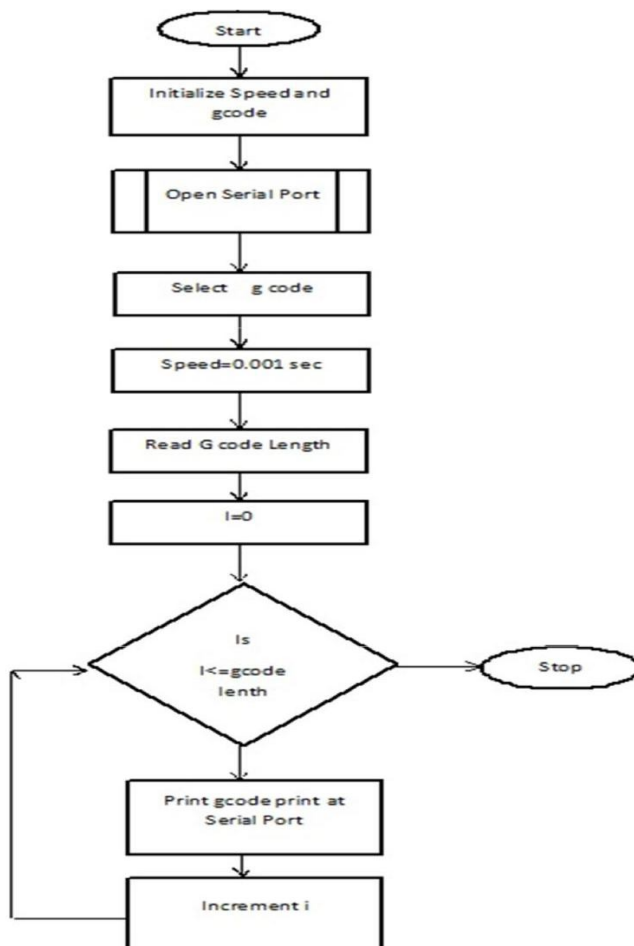 Start
Initialize Speed and
gcode
Open Serial Port
Select g code
Speed=0.001 sec
Read G code Length
I=0
Is
I<=gcode
lenth
Stop
Print gcode print at
Serial Port
Increment i